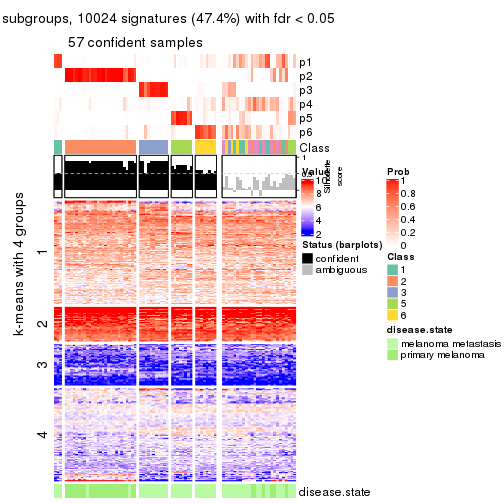 subgroups, 10024 signatures (47.4%) with fdr < 0.05
57 confident samples
p1
p2
p3
p4
p5
p6
Class
1
Silhouette
score
Value
10
8
6
4
2
Status (barplots)
confident
ambiguous
Prob
1
0.8
0.6
0.4
0.2
0
Class
1
2
3
5
6
disease.state
melanoma metastasis
primary melanoma
k-means with 4 groups
1
2
3
4
disease.state